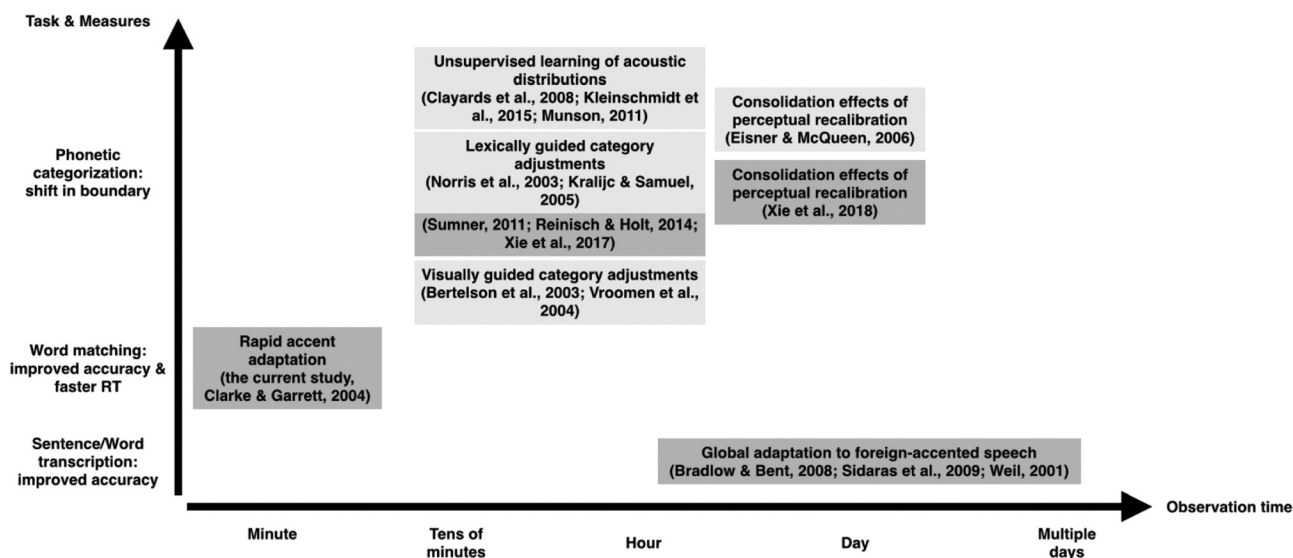 Task & Measures
Unsupervised learning of acoustic
distributions
(Clayards et al., 2008; Kleinschmidt et
al., 2015; Munson, 2011)
Consolidation effects of
perceptual recalibration
(Eisner & McQueen, 2006)
Phonetic
categorization:
shift in boundary
Lexically guided category
adjustments
(Norris et al., 2003; Kralijc & Samuel,
2005)
(Sumner, 2011; Reinisch & Holt, 2014;
Xie et al., 2017)
Consolidation effects of
perceptual recalibration
(Xie et al., 2018)
Visually guided category adjustments
(Bertelson et al., 2003; Vroomen et al.,
2004)
Word matching:
improved accuracy &
faster RT
Rapid accent
adaptation
(the current study,
Clarke & Garrett, 2004)
Sentence/Word
transcription:
improved accuracy
Global adaptation to foreign-accented speech
(Bradlow & Bent, 2008; Sidaras et al., 2009; Weil, 2001)
Observation time
Minute
Tens of
minutes
Hour
Day
Multiple
days